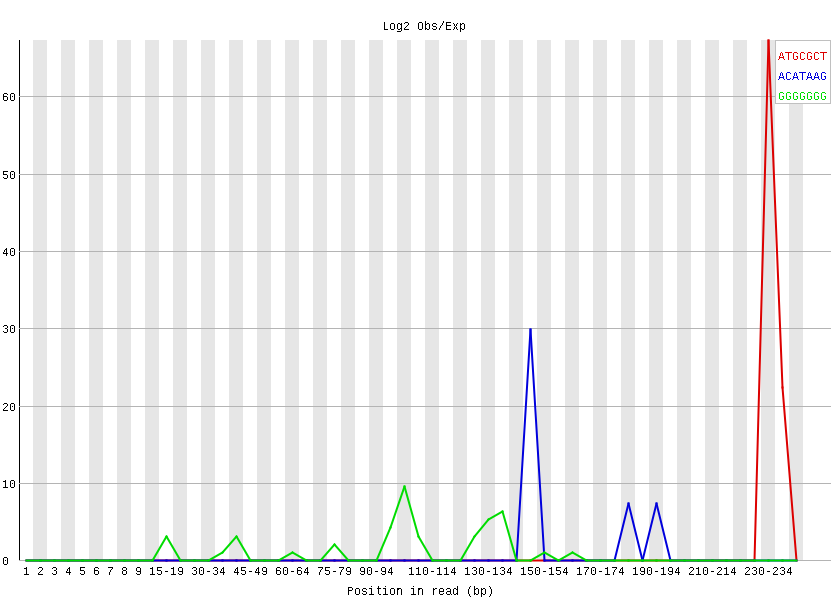 Log2 Obs/Exp
ATGCGCT
ACATAAG
GGGGGGG
60
50
40
30
20
10
0
1 2 3 4 5 6 7 8 9 15-19 30-34 45-49 60-64 75-79 90-94 110-114 130-134 150-154 170-174 190-194 210-214 230-234
Position in read (bp)